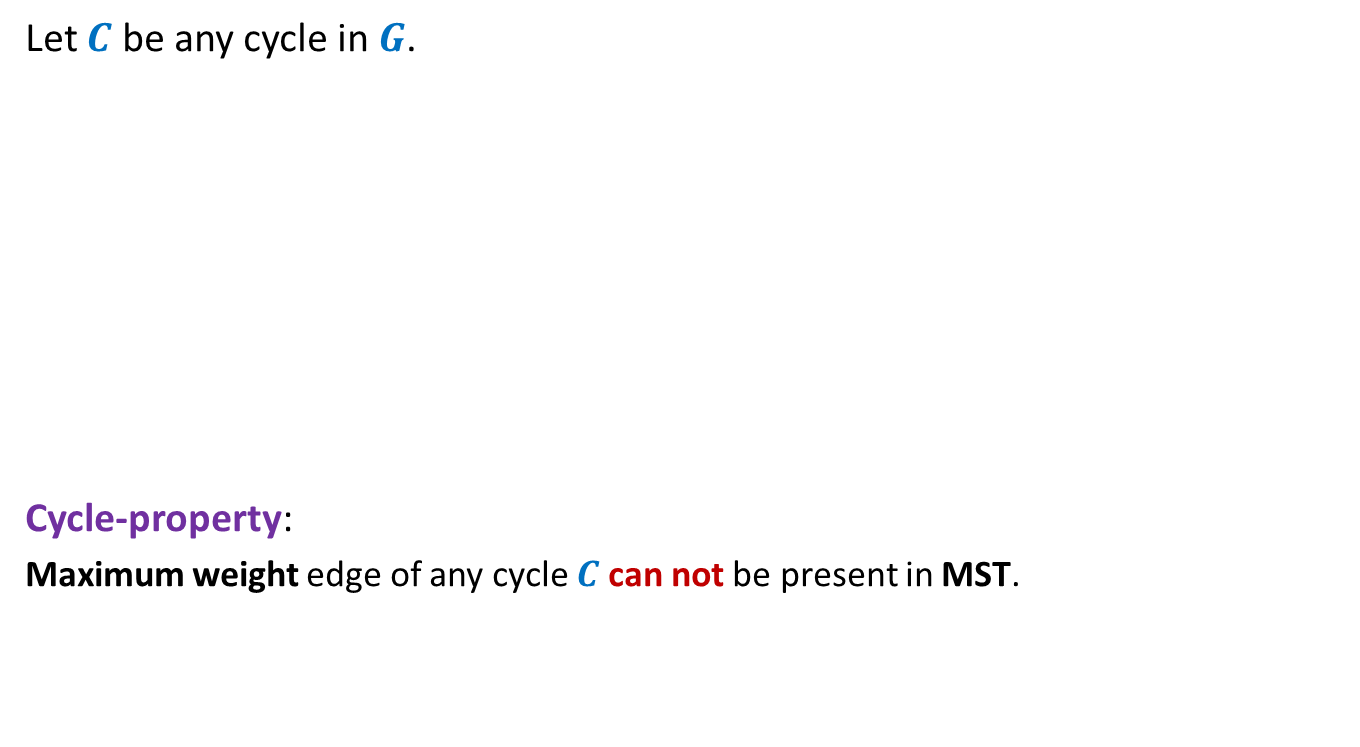 Let C be any cycle in G.
Cycle-property:
Maximum weight edge of any cycle C can not be present in MST.